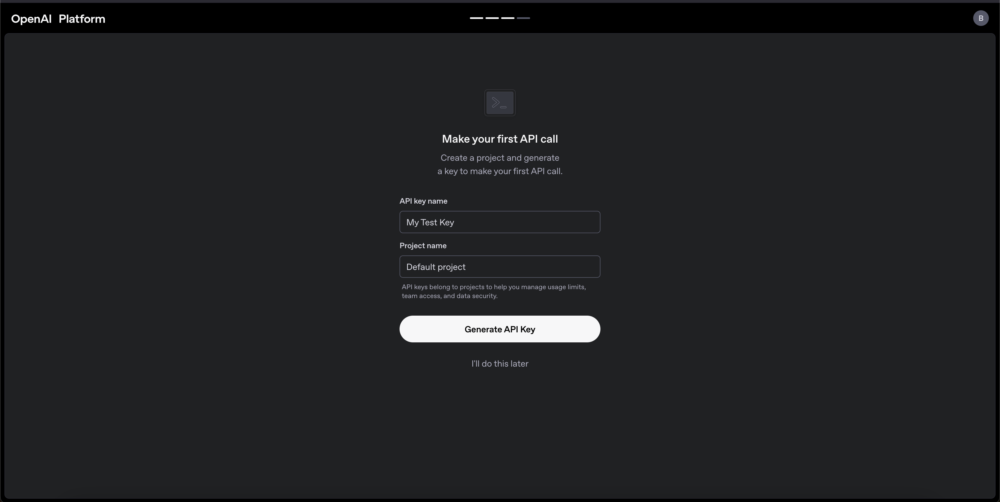 OpenAI Platform
B
>_
Make your first API call
Create a project and generate
a key to make your first API call.
API key name
My Test Key
Project name
Default project
API keys belong to projects to help you manage usage limits,
team access, and data security.
Generate API Key
I'll do this later